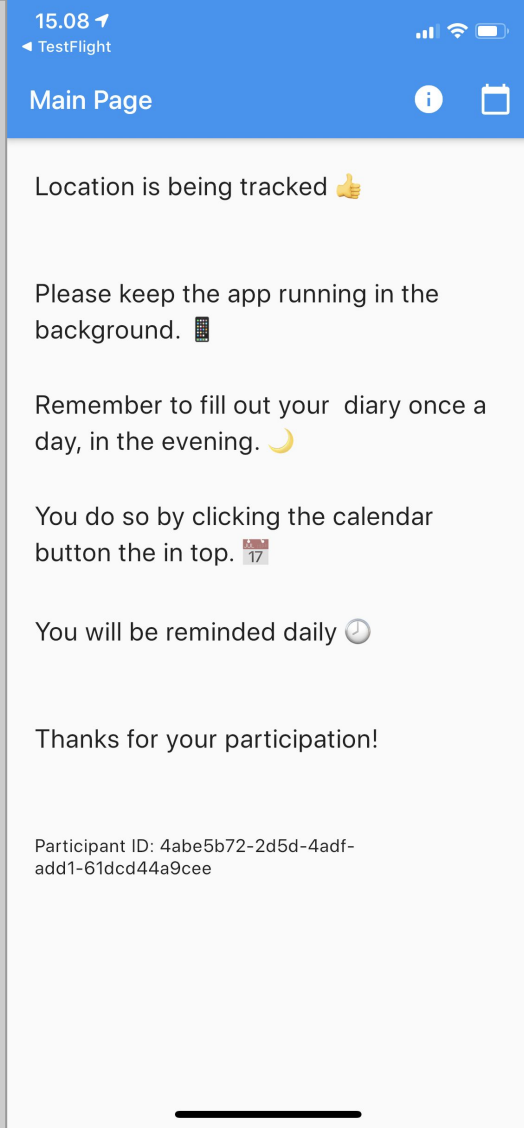 15.08
◀ TestFlight
Main Page
Location is being tracked 👍
Please keep the app running in the
background. 📱
Remember to fill out your  diary once a
day, in the evening. 🌙
You do so by clicking the calendar
button the in top. 📅
You will be reminded daily 🕗
Thanks for your participation!
Participant ID: 4abe5b72-2d5d-4adf-
add1-61dcd44a9cee